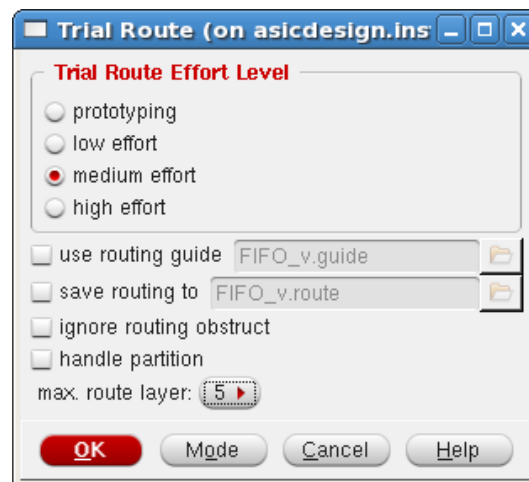 Trial Route (on asicdesign.ins
Trial Route Effort Level
prototyping
low effort
medium effort
high effort
use routing guide FIFO_v.guide
save routing to FIFO_v.route
ignore routing obstruct
handle partition
max. route layer: 5
OK Mode Cancel Help